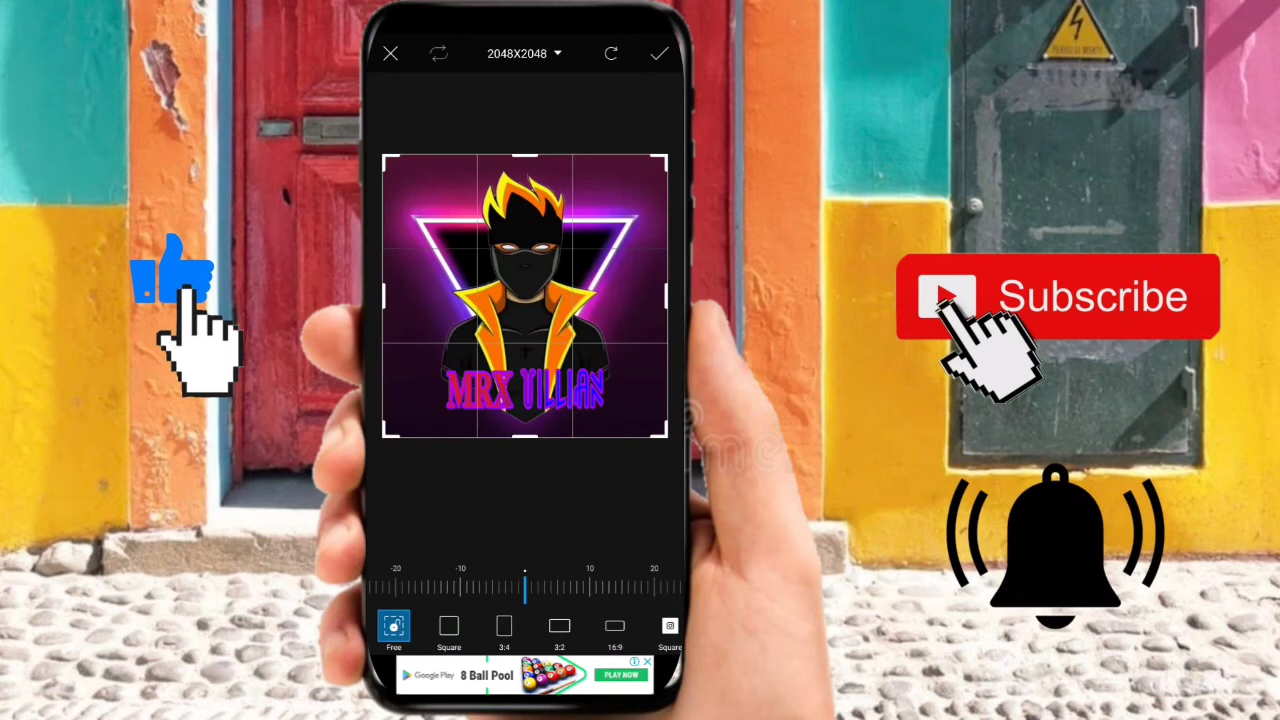 2048X2048
MRX VILLIAN
-20
-10
10
20
Free
Square
3:4
3:2
16:9
Square
Google Play
8 Ball Pool
PLAY NOW
Subscribe